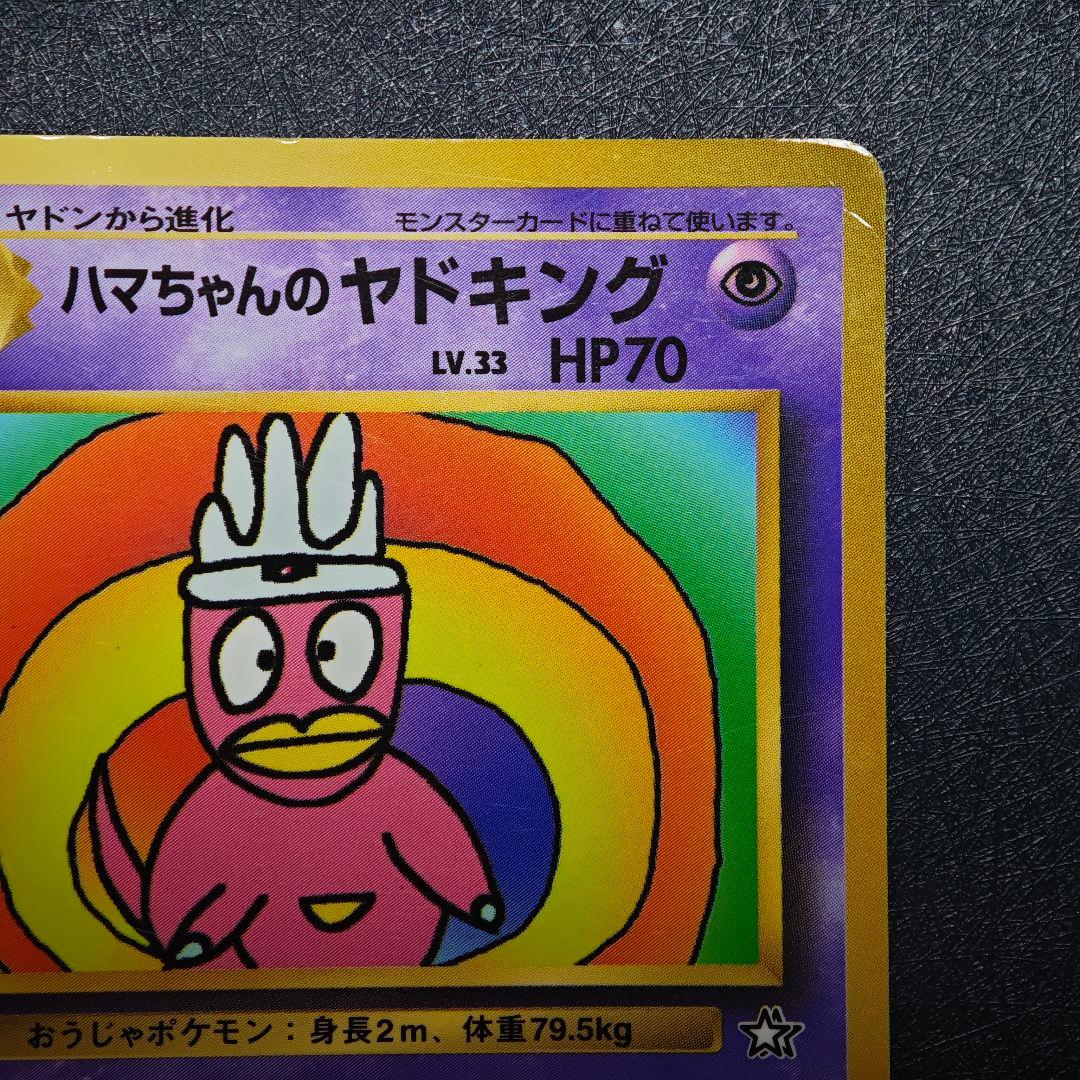 ヤドンから進化
モンスターカードに重ねて使います。
ハマちゃんのヤドキング
LV.33 HP70
おうじゃポケモン：身長2m、体重79.5kg